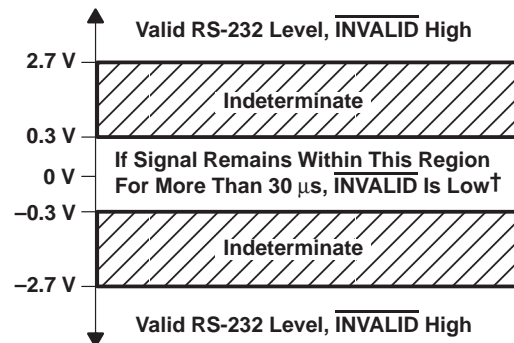 Valid RS-232 Level, INVALID High
2.7 V
Indeterminate
0.3 V
If Signal Remains Within This Region
0 V
For More Than 30 μs, INVALID Is Low†
–0.3 V
Indeterminate
–2.7 V
Valid RS-232 Level, INVALID High